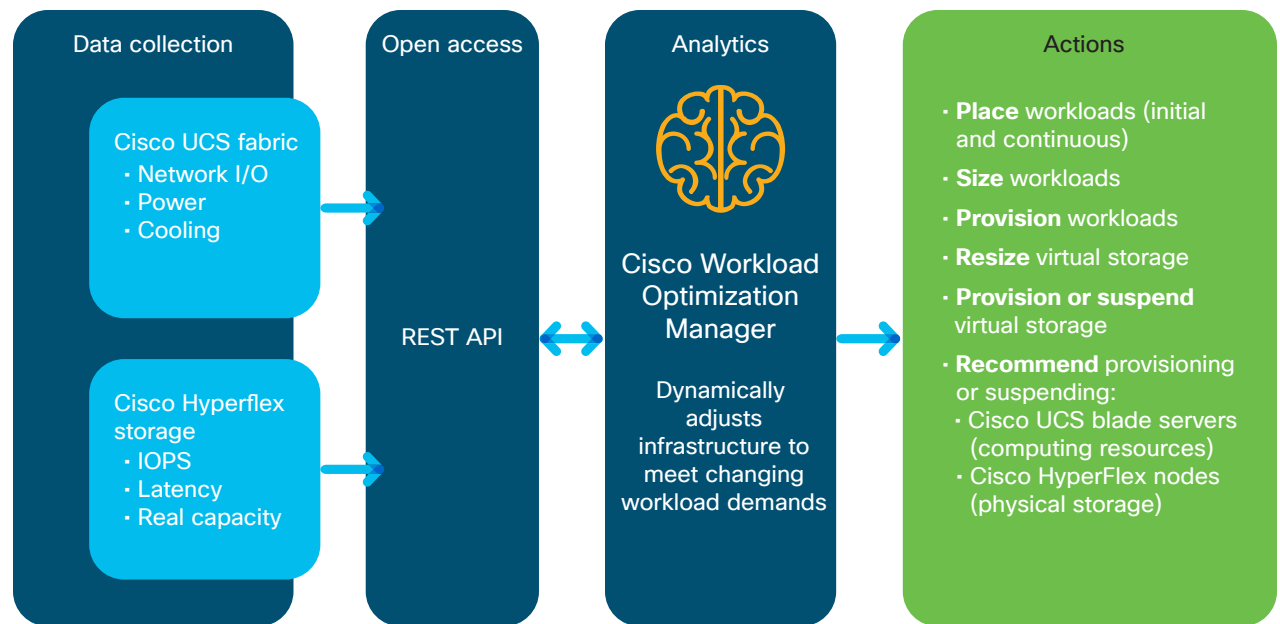 Data collection
Cisco UCS fabric
· Network I/O
· Power
· Cooling
Cisco Hyperflex
storage
· IOPS
· Latency
· Real capacity
Open access
REST API
Analytics
Cisco Workload
Optimization
Manager
Dynamically
adjusts
infrastructure to
meet changing
workload demands
Actions
· Place workloads (initial
and continuous)
· Size workloads
· Provision workloads
· Resize virtual storage
· Provision or suspend
virtual storage
· Recommend provisioning
or suspending:
· Cisco UCS blade servers
(computing resources)
· Cisco HyperFlex nodes
(physical storage)